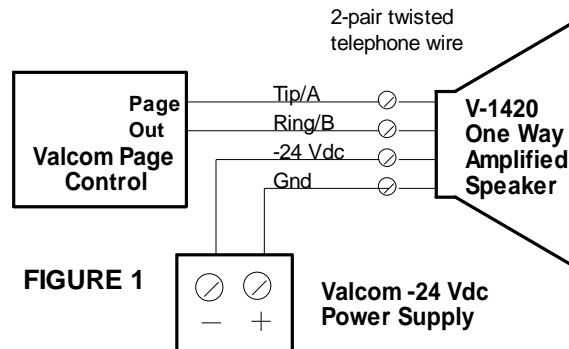 2-pair twisted
telephone wire
Page
Out
Valcom Page
Control
Tip/A
Ring/B
-24 Vdc
Gnd
V-1420
One Way
Amplified
Speaker
FIGURE 1
− +
Valcom -24 Vdc
Power Supply